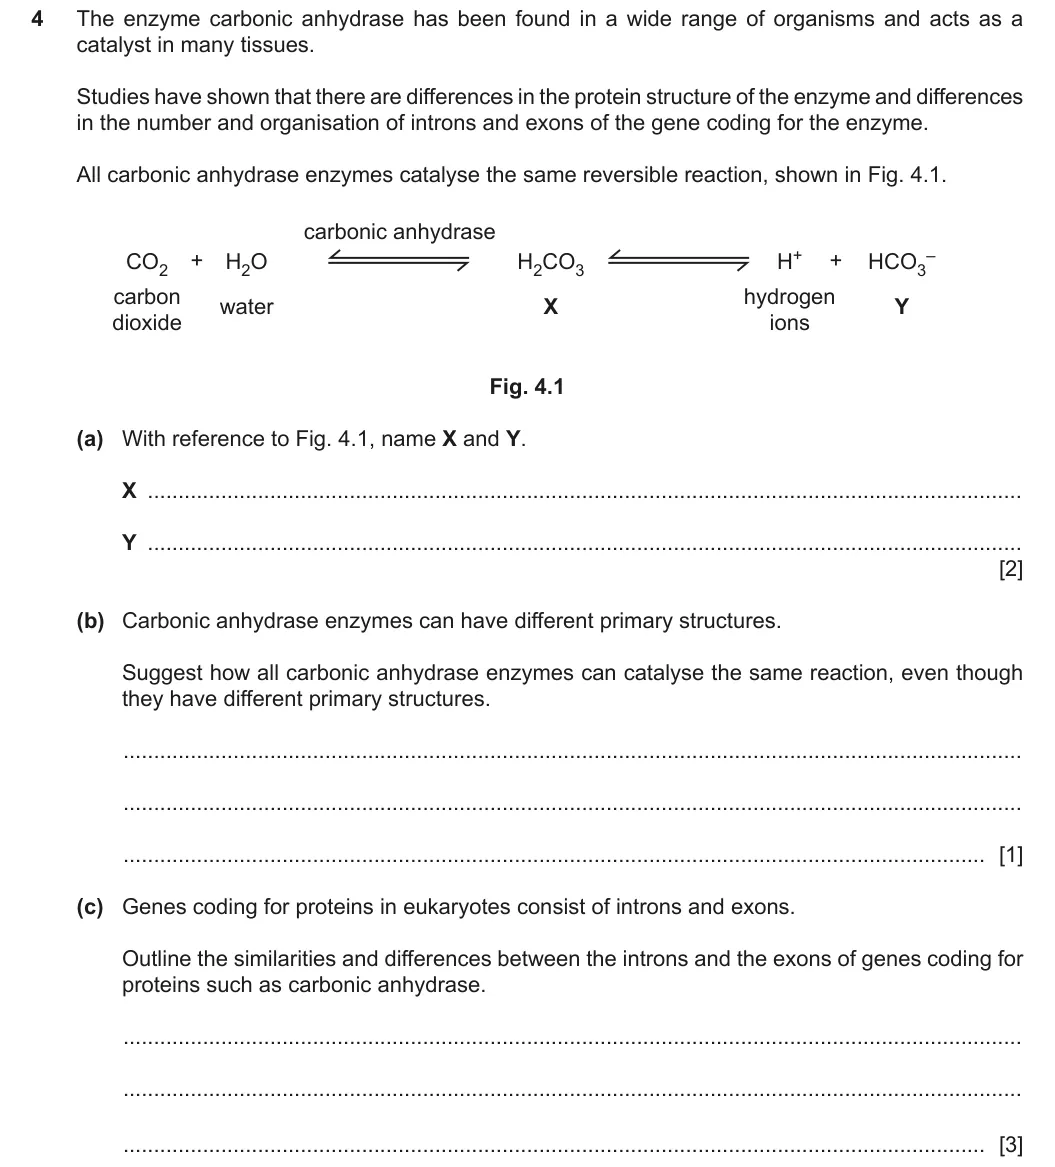 4 The enzyme carbonic anhydrase has been found in a wide range of organisms and acts as a
catalyst in many tissues.
Studies have shown that there are differences in the protein structure of the enzyme and differences
in the number and organisation of introns and exons of the gene coding for the enzyme.
All carbonic anhydrase enzymes catalyse the same reversible reaction, shown in Fig. 4.1.
carbonic anhydrase
CO₂ + H₂O ⇌ H₂CO₃ ⇌ H⁺ + HCO₃⁻
carbon dioxide water X hydrogen ions Y
Fig. 4.1
(a) With reference to Fig. 4.1, name X and Y.
X ..........................................................................................
Y ..........................................................................................
[2]
(b) Carbonic anhydrase enzymes can have different primary structures.
Suggest how all carbonic anhydrase enzymes can catalyse the same reaction, even though
they have different primary structures.
..........................................................................................
..........................................................................................
.......................................................................................... [1]
(c) Genes coding for proteins in eukaryotes consist of introns and exons.
Outline the similarities and differences between the introns and the exons of genes coding for
proteins such as carbonic anhydrase.
..........................................................................................
..........................................................................................
.......................................................................................... [3]